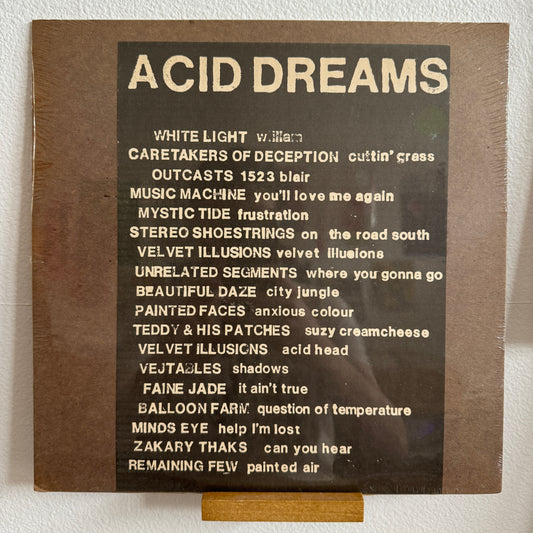 ACID DREAMS
WHITE LIGHT william
CARETAKERS OF DECEPTION cuttin' grass
OUTCASTS 1523 blair
MUSIC MACHINE you'll love me again
MYSTIC TIDE frustration
STEREO SHOESTRINGS on the road south
VELVET ILLUSIONS velvet illusions
UNRELATED SEGMENTS where you gonna go
BEAUTIFUL DAZE city jungle
PAINTED FACES anxious colour
TEDDY & HIS PATCHES suzy creamcheese
VELVET ILLUSIONS acid head
VEJTABLES shadows
FAINE JADE it ain't true
BALLOON FARM question of temperature
MINDS EYE help I'm lost
ZAKARY THAKS can you hear
REMAINING FEW painted air